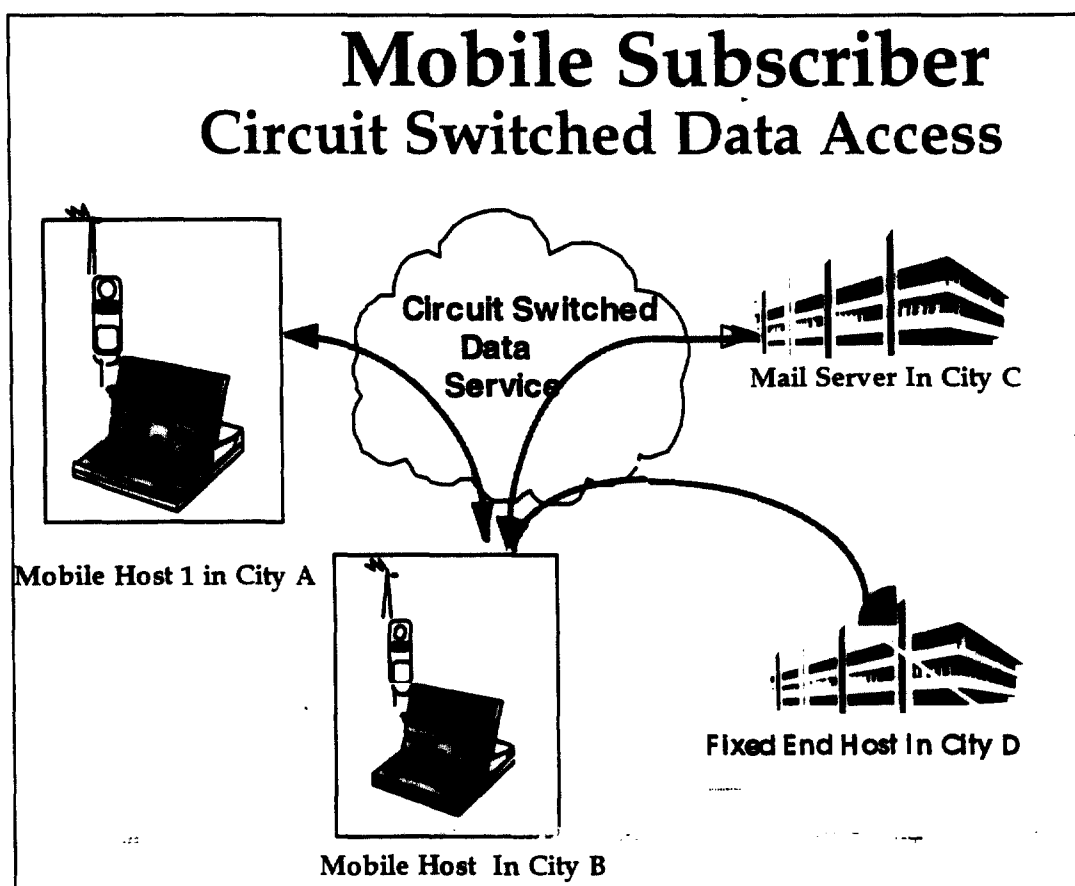 Mobile Subscriber
Circuit Switched Data Access
Circuit Switched
Data
Service
Mail Server In City C
Mobile Host 1 in City A
Fixed End Host In City D
Mobile Host In City B